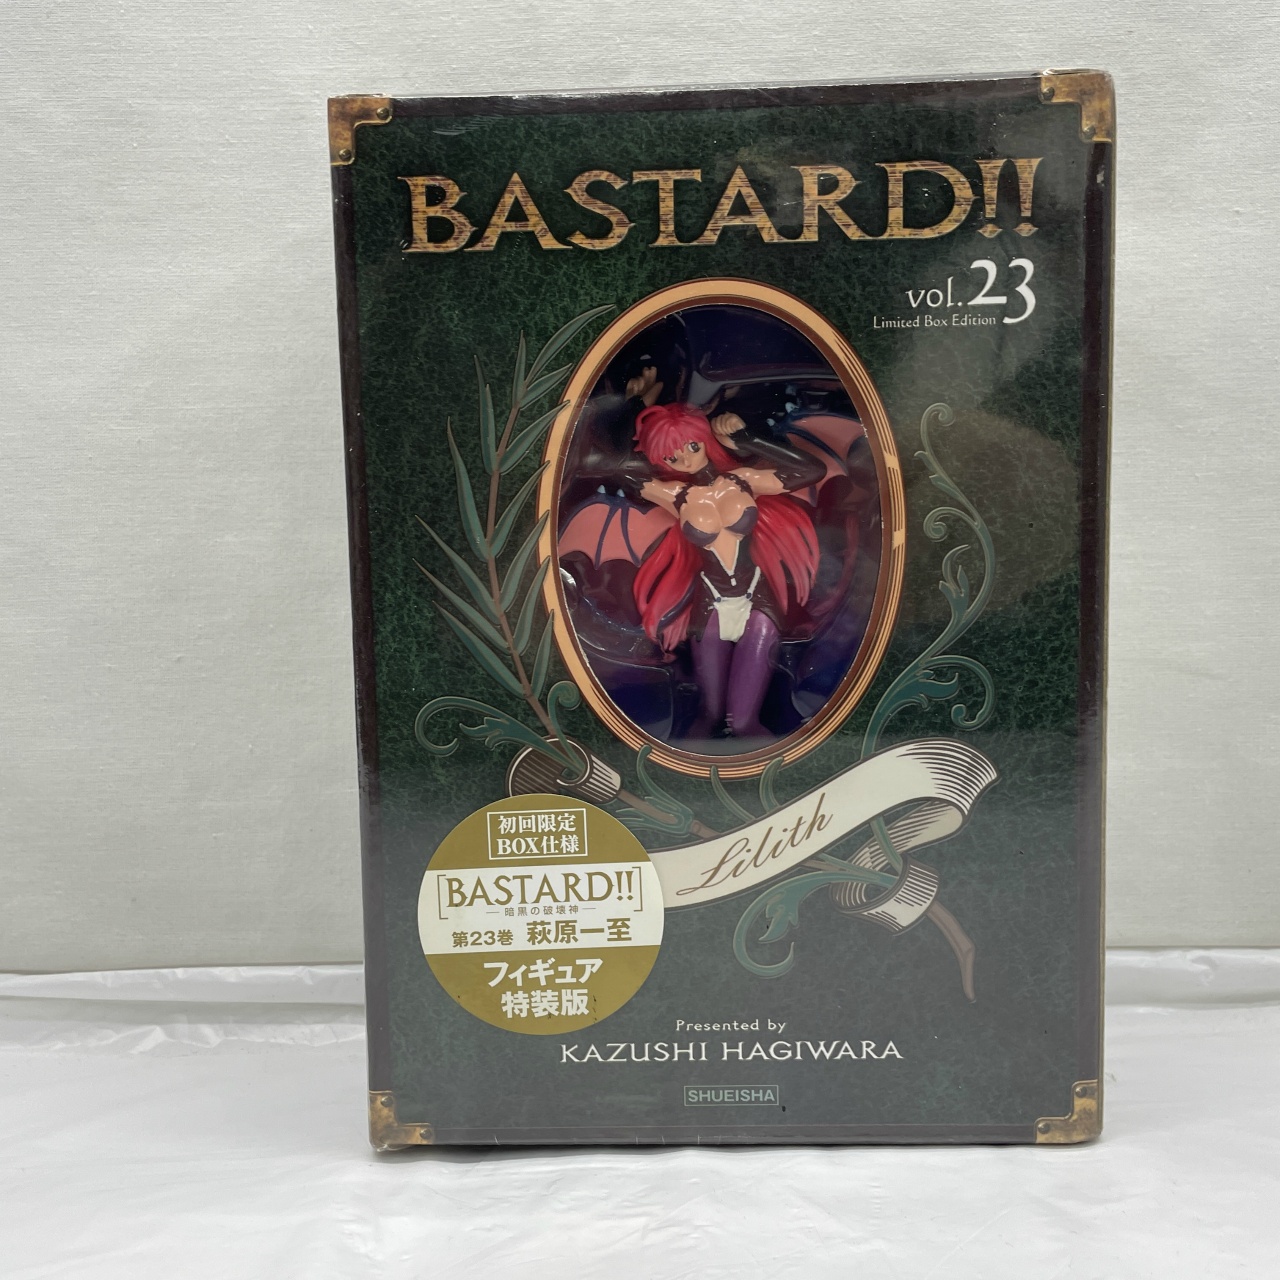 BASTARD!!
vol.23
Limited Box Edition
Lilith
初回限定
BOX仕様
BASTARD!!
暗黒の破壊神
第23巻 萩原一至
フィギュア
特装版
Presented by
KAZUSHI HAGIWARA
SHUEISHA